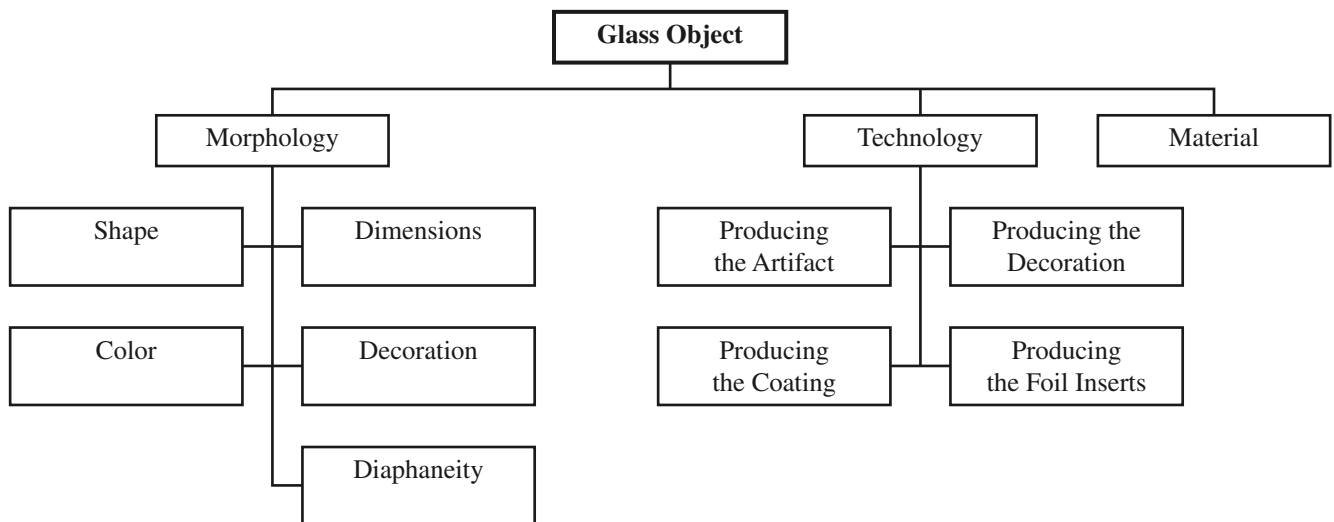 Glass Object
Morphology
Technology
Material
Shape
Dimensions
Producing
the Artifact
Producing the
Decoration
Color
Decoration
Producing
the Coating
Producing
the Foil Inserts
Diaphaneity